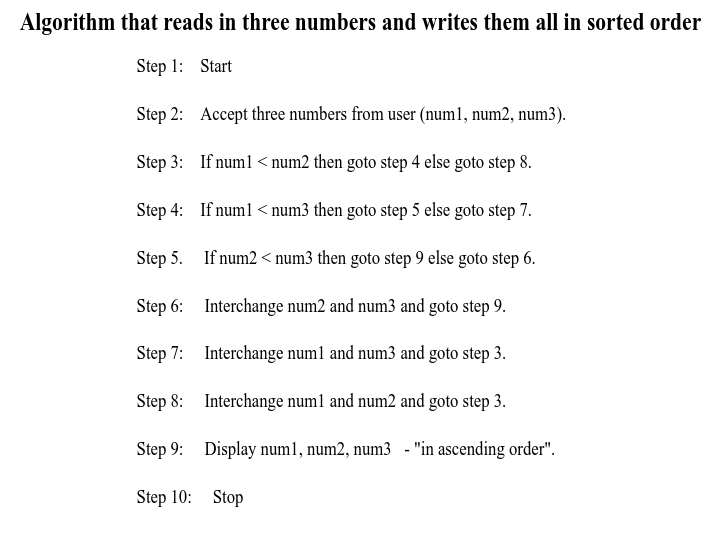 Algorithm that reads in three numbers and writes them all in sorted order
Step 1: Start
Step 2: Accept three numbers from user (num1, num2, num3).
Step 3: If num1 < num2 then goto step 4 else goto step 8.
Step 4: If num1 < num3 then goto step 5 else goto step 7.
Step 5. If num2 < num3 then goto step 9 else goto step 6.
Step 6: Interchange num2 and num3 and goto step 9.
Step 7: Interchange num1 and num3 and goto step 3.
Step 8: Interchange num1 and num2 and goto step 3.
Step 9: Display num1, num2, num3 - "in ascending order".
Step 10: Stop